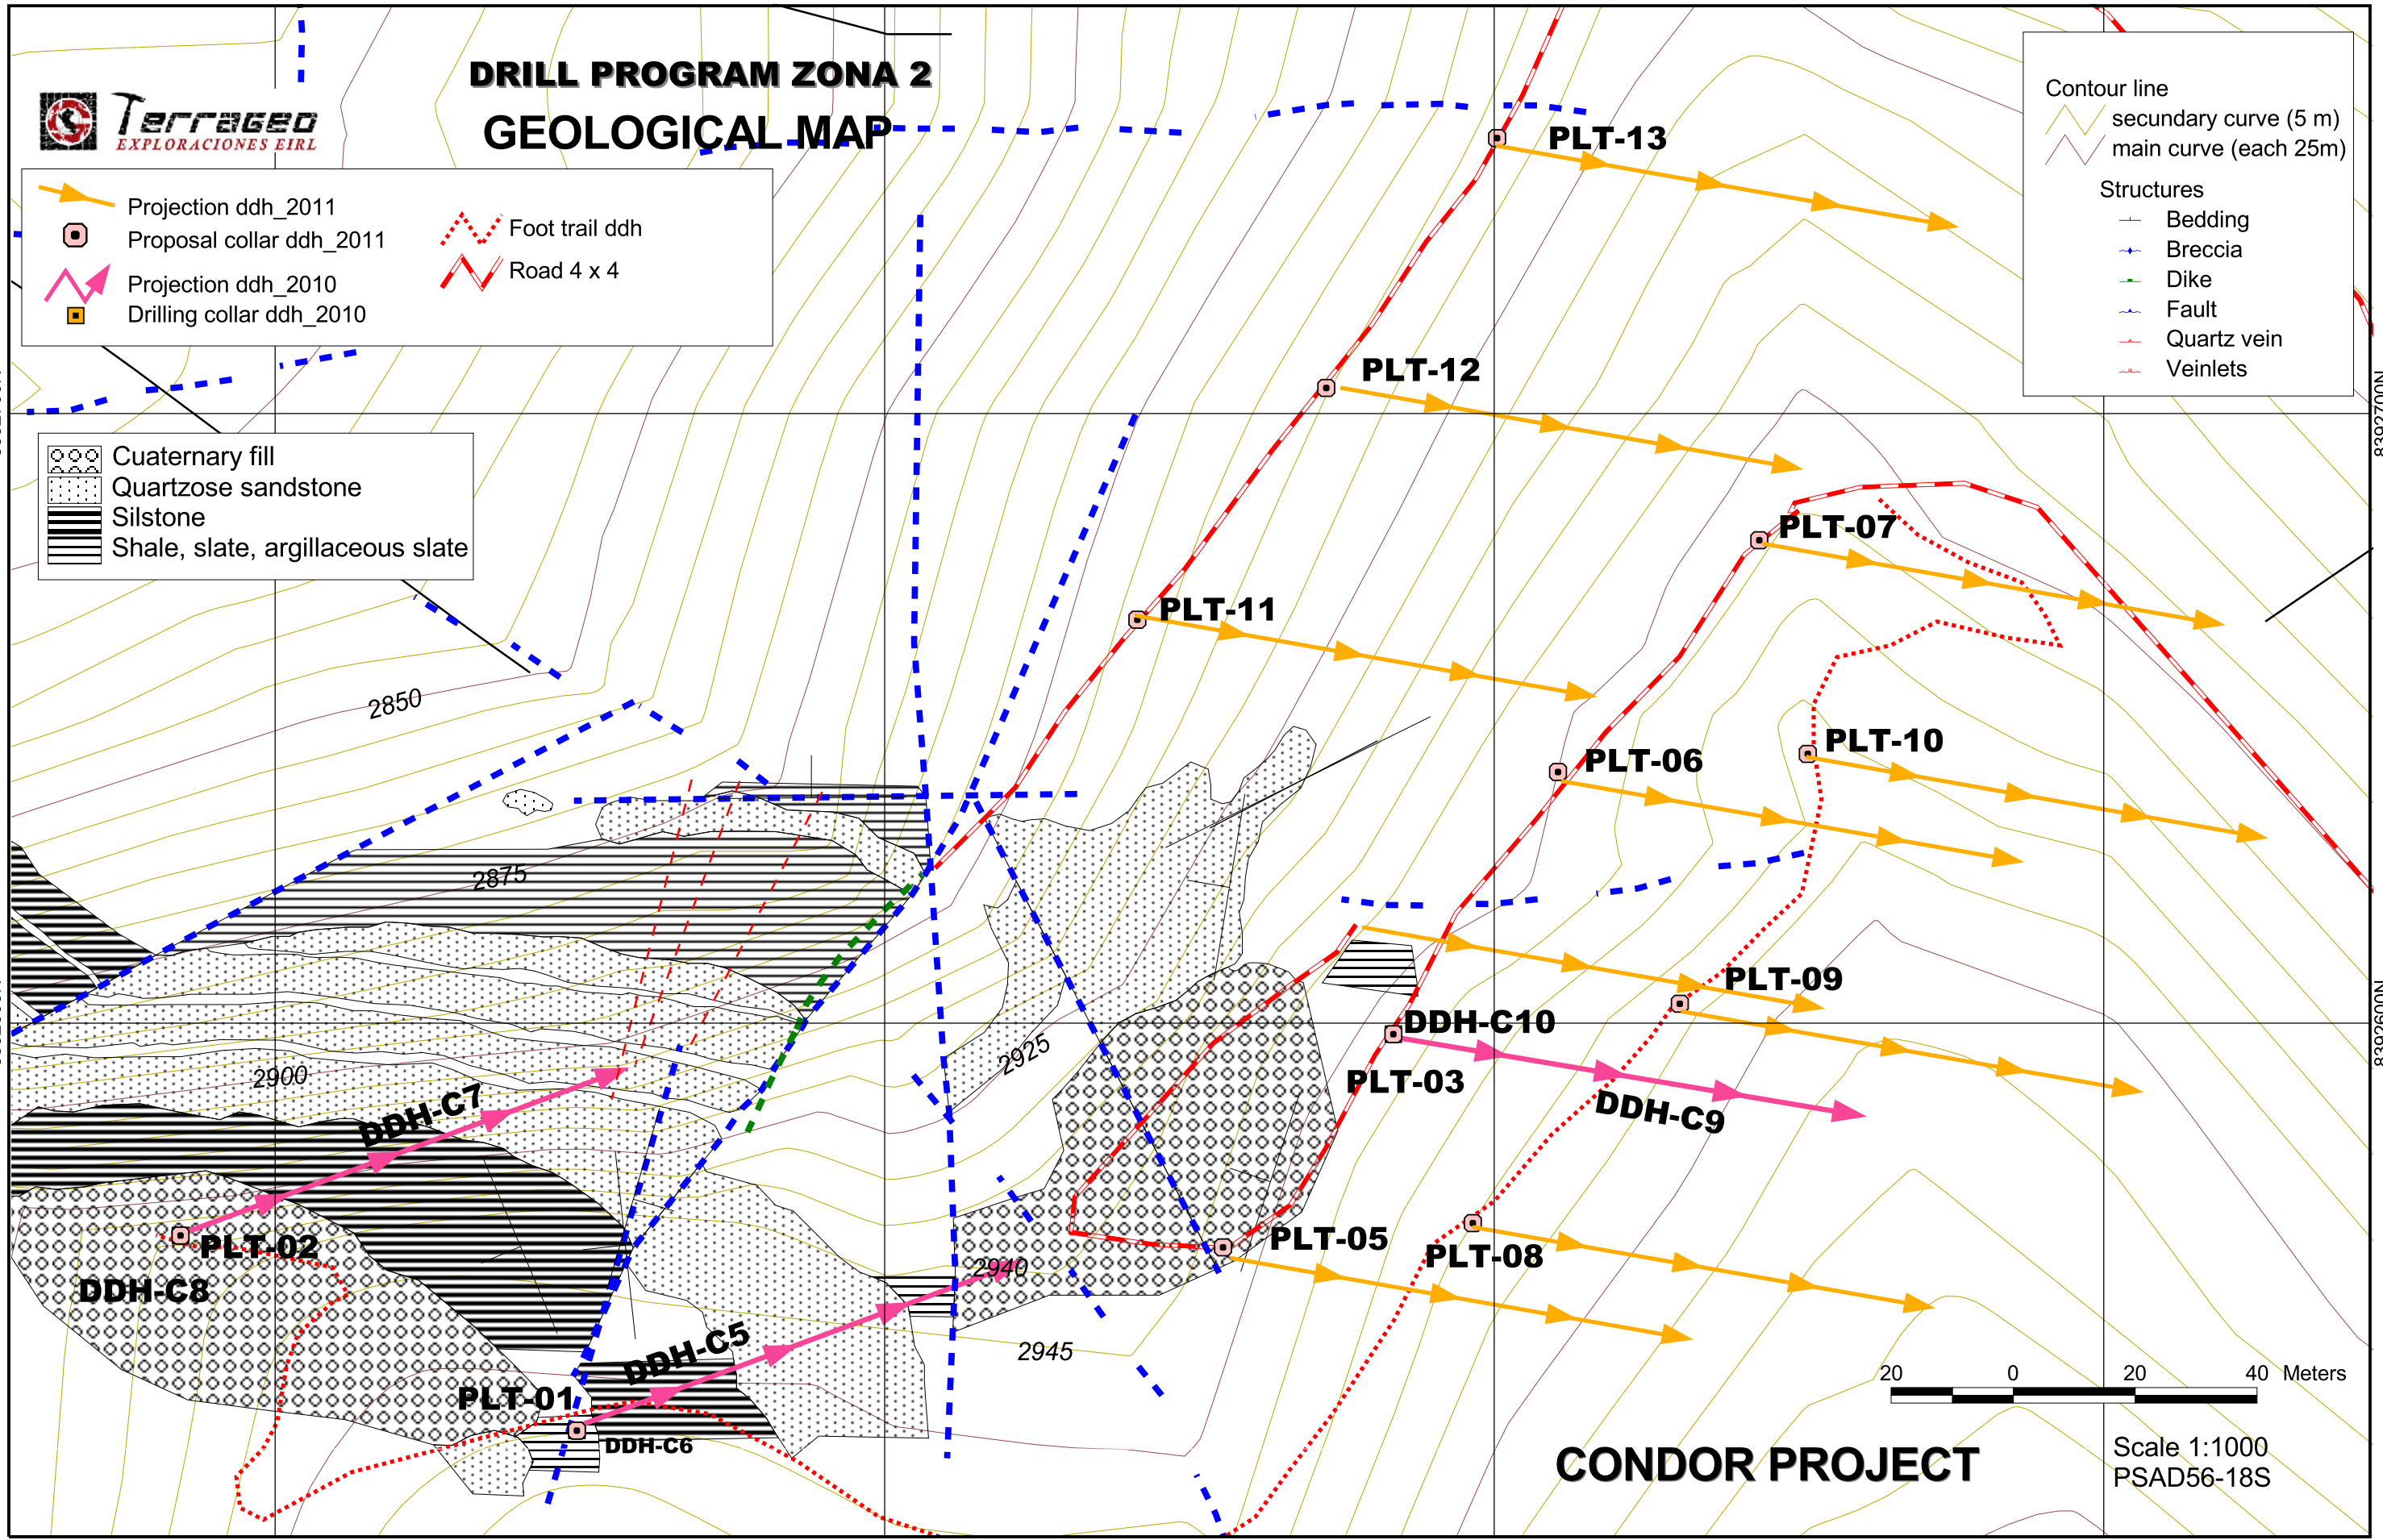 DRILL PROGRAM ZONA 2
GEOLOGICAL MAP
Terrageo
EXPLORACIONES EIRL
Projection ddh_2011
Proposal collar ddh_2011
Projection ddh_2010
Drilling collar ddh_2010
Foot trail ddh
Road 4 x 4
Contour line
secundary curve (5 m)
main curve (each 25m)
Structures
Bedding
Breccia
Dike
Fault
Quartz vein
Veinlets
Cuaternary fill
Quartzose sandstone
Silstone
Shale, slate, argillaceous slate
PLT-13
PLT-12
8392700N
PLT-07
PLT-11
2850
PLT-10
PLT-06
2875
PLT-09
DDH-C10
8392600N
2925
2900
PLT-03
DDH-C7
DDH-C9
PLT-02
PLT-05
PLT-08
2940
DDH-C8
2945
DDH-C5
PLT-01
DDH-C6
20 0 20 40 Meters
CONDOR PROJECT
Scale 1:1000
PSAD56-18S